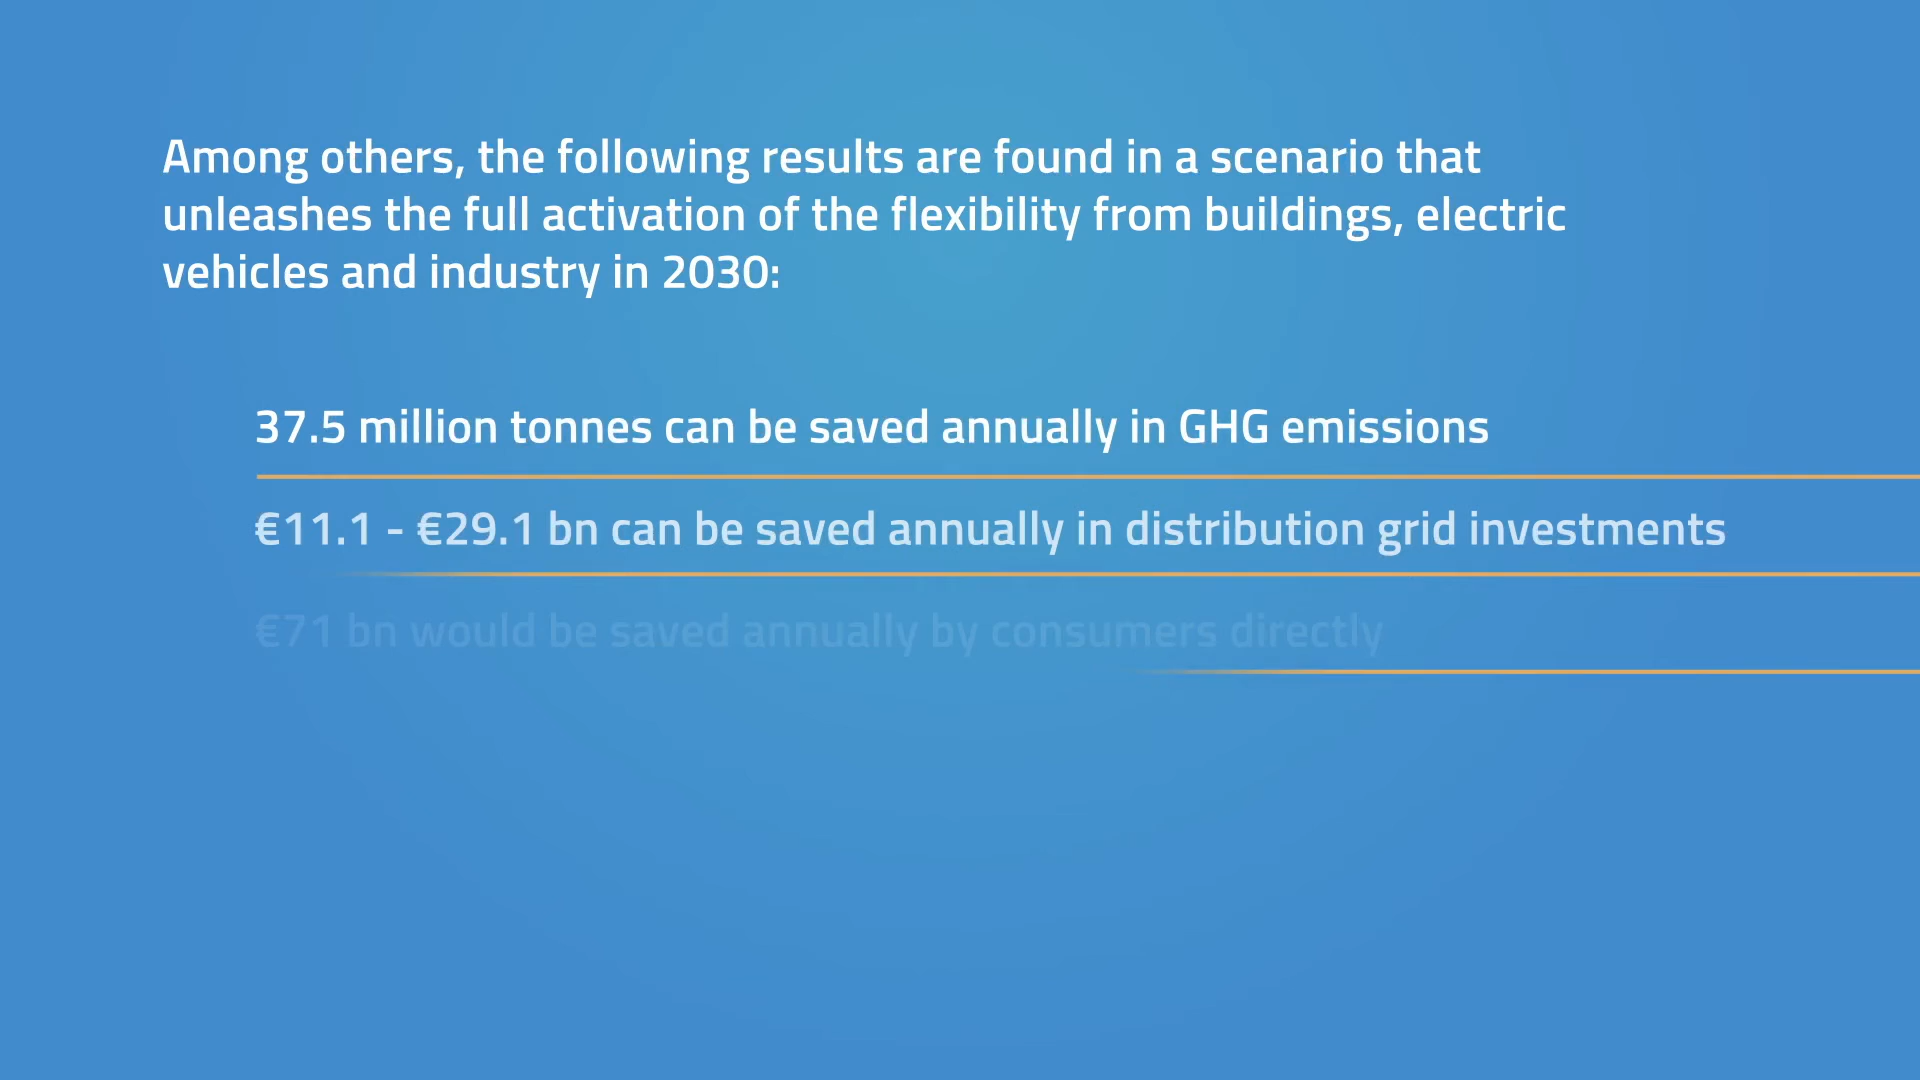 Among others, the following results are found in a scenario that
unleashes the full activation of the flexibility from buildings, electric
vehicles and industry in 2030:
37.5 million tonnes can be saved annually in GHG emissions
€11.1 - €29.1 bn can be saved annually in distribution grid investments
€71 bn would be saved annually by consumers directly